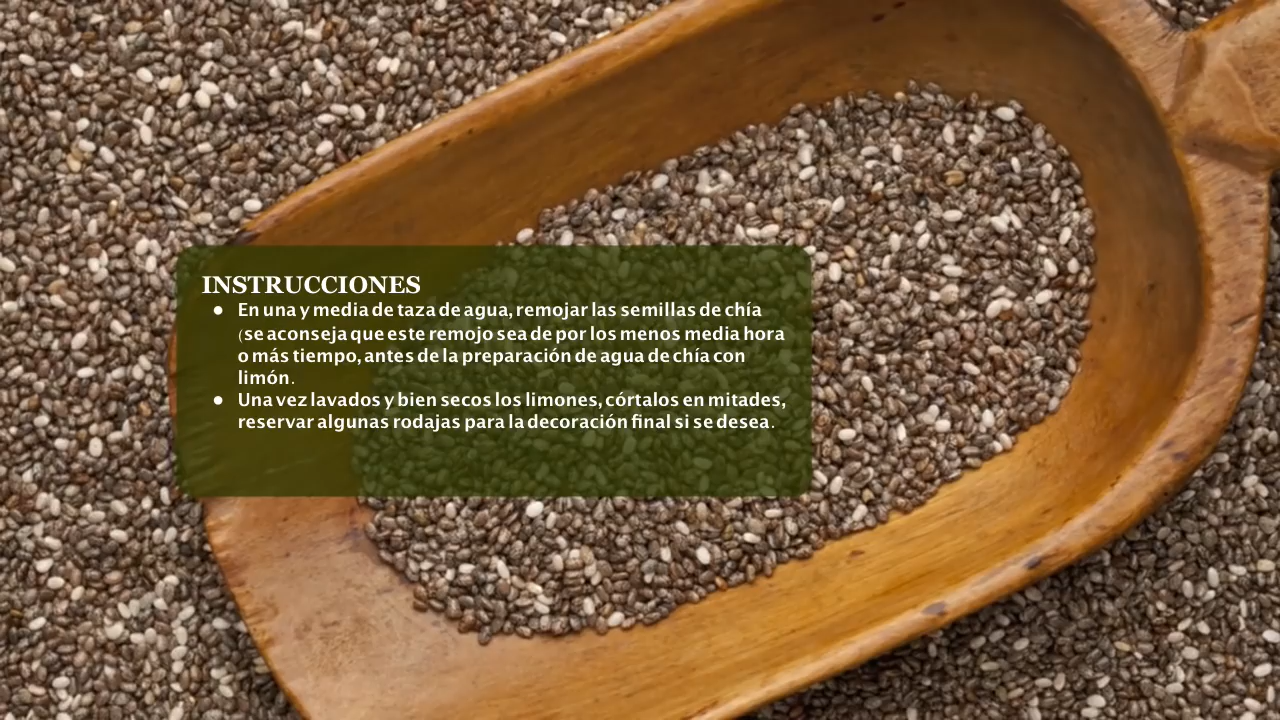 INSTRUCCIONES
● En una y media de taza de agua, remojar las semillas de chía
(se aconseja que este remojo sea de por los menos media hora
o más tiempo, antes de la preparación de agua de chía con
limón.
● Una vez lavados y bien secos los limones, córtalos en mitades,
reservar algunas rodajas para la decoración final si se desea.